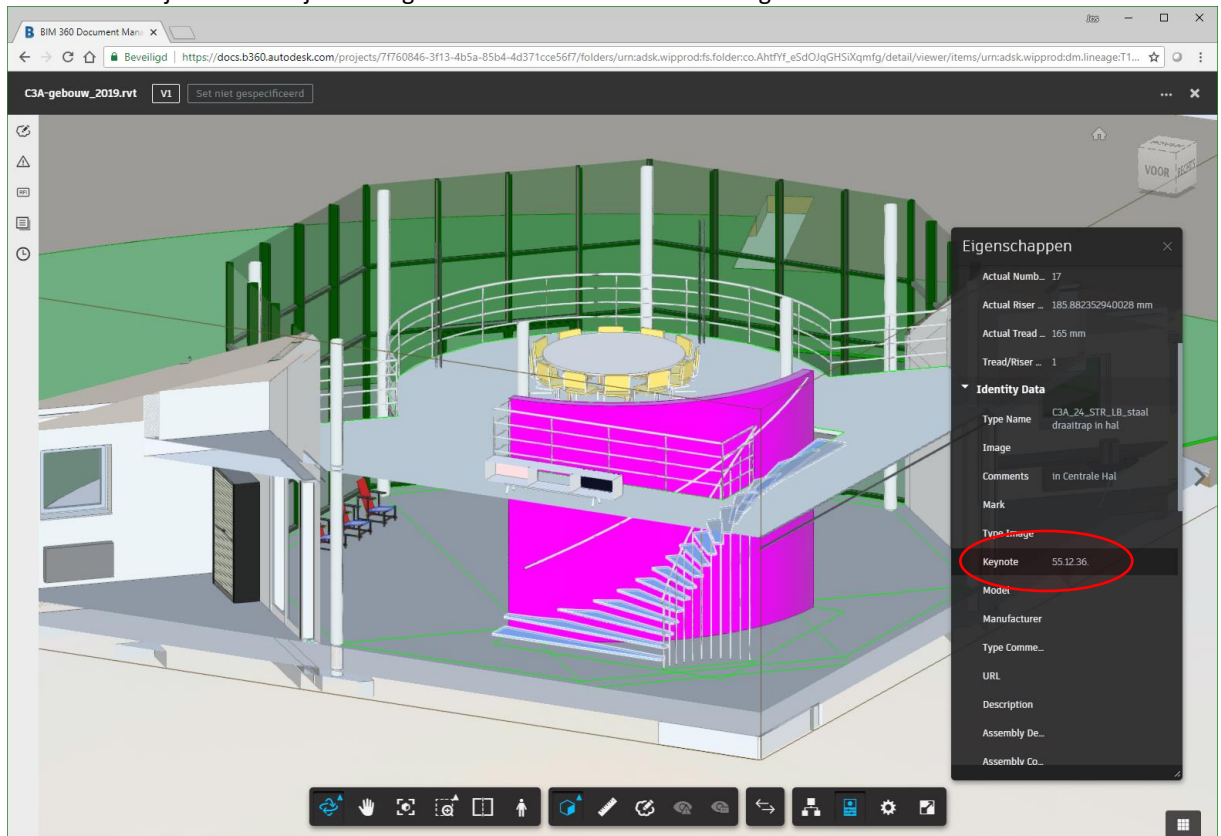 BIM 360 Document Mana
Beveiligd | https://docs.b360.autodesk.com/projects/7f760846-3f13-4b5a-85b4-4d371cce56f7/folders/urn:adsk.wipprod:fs.folder:co.AhtfYf_eSdOJqGHSiXqmfg/detail/viewer/items/urn:adsk.wipprod:dm.lineage:T1...
C3A-gebouw_2019.rvt V1 Set niet gespecificeerd
RFI
VOOR
Eigenschappen
Actual Numb... 17
Actual Riser ... 185.882352940028 mm
Actual Tread ... 165 mm
Tread/Riser ... 1
Identity Data
Type Name C3A_24_STR_LB_staal
draaitrap in hal
Image
Comments in Centrale Hal
Mark
Type Image
Keynote 55.12.36.
Model
Manufacturer
Type Comme...
URL
Description
Assembly De...
Assembly Co...